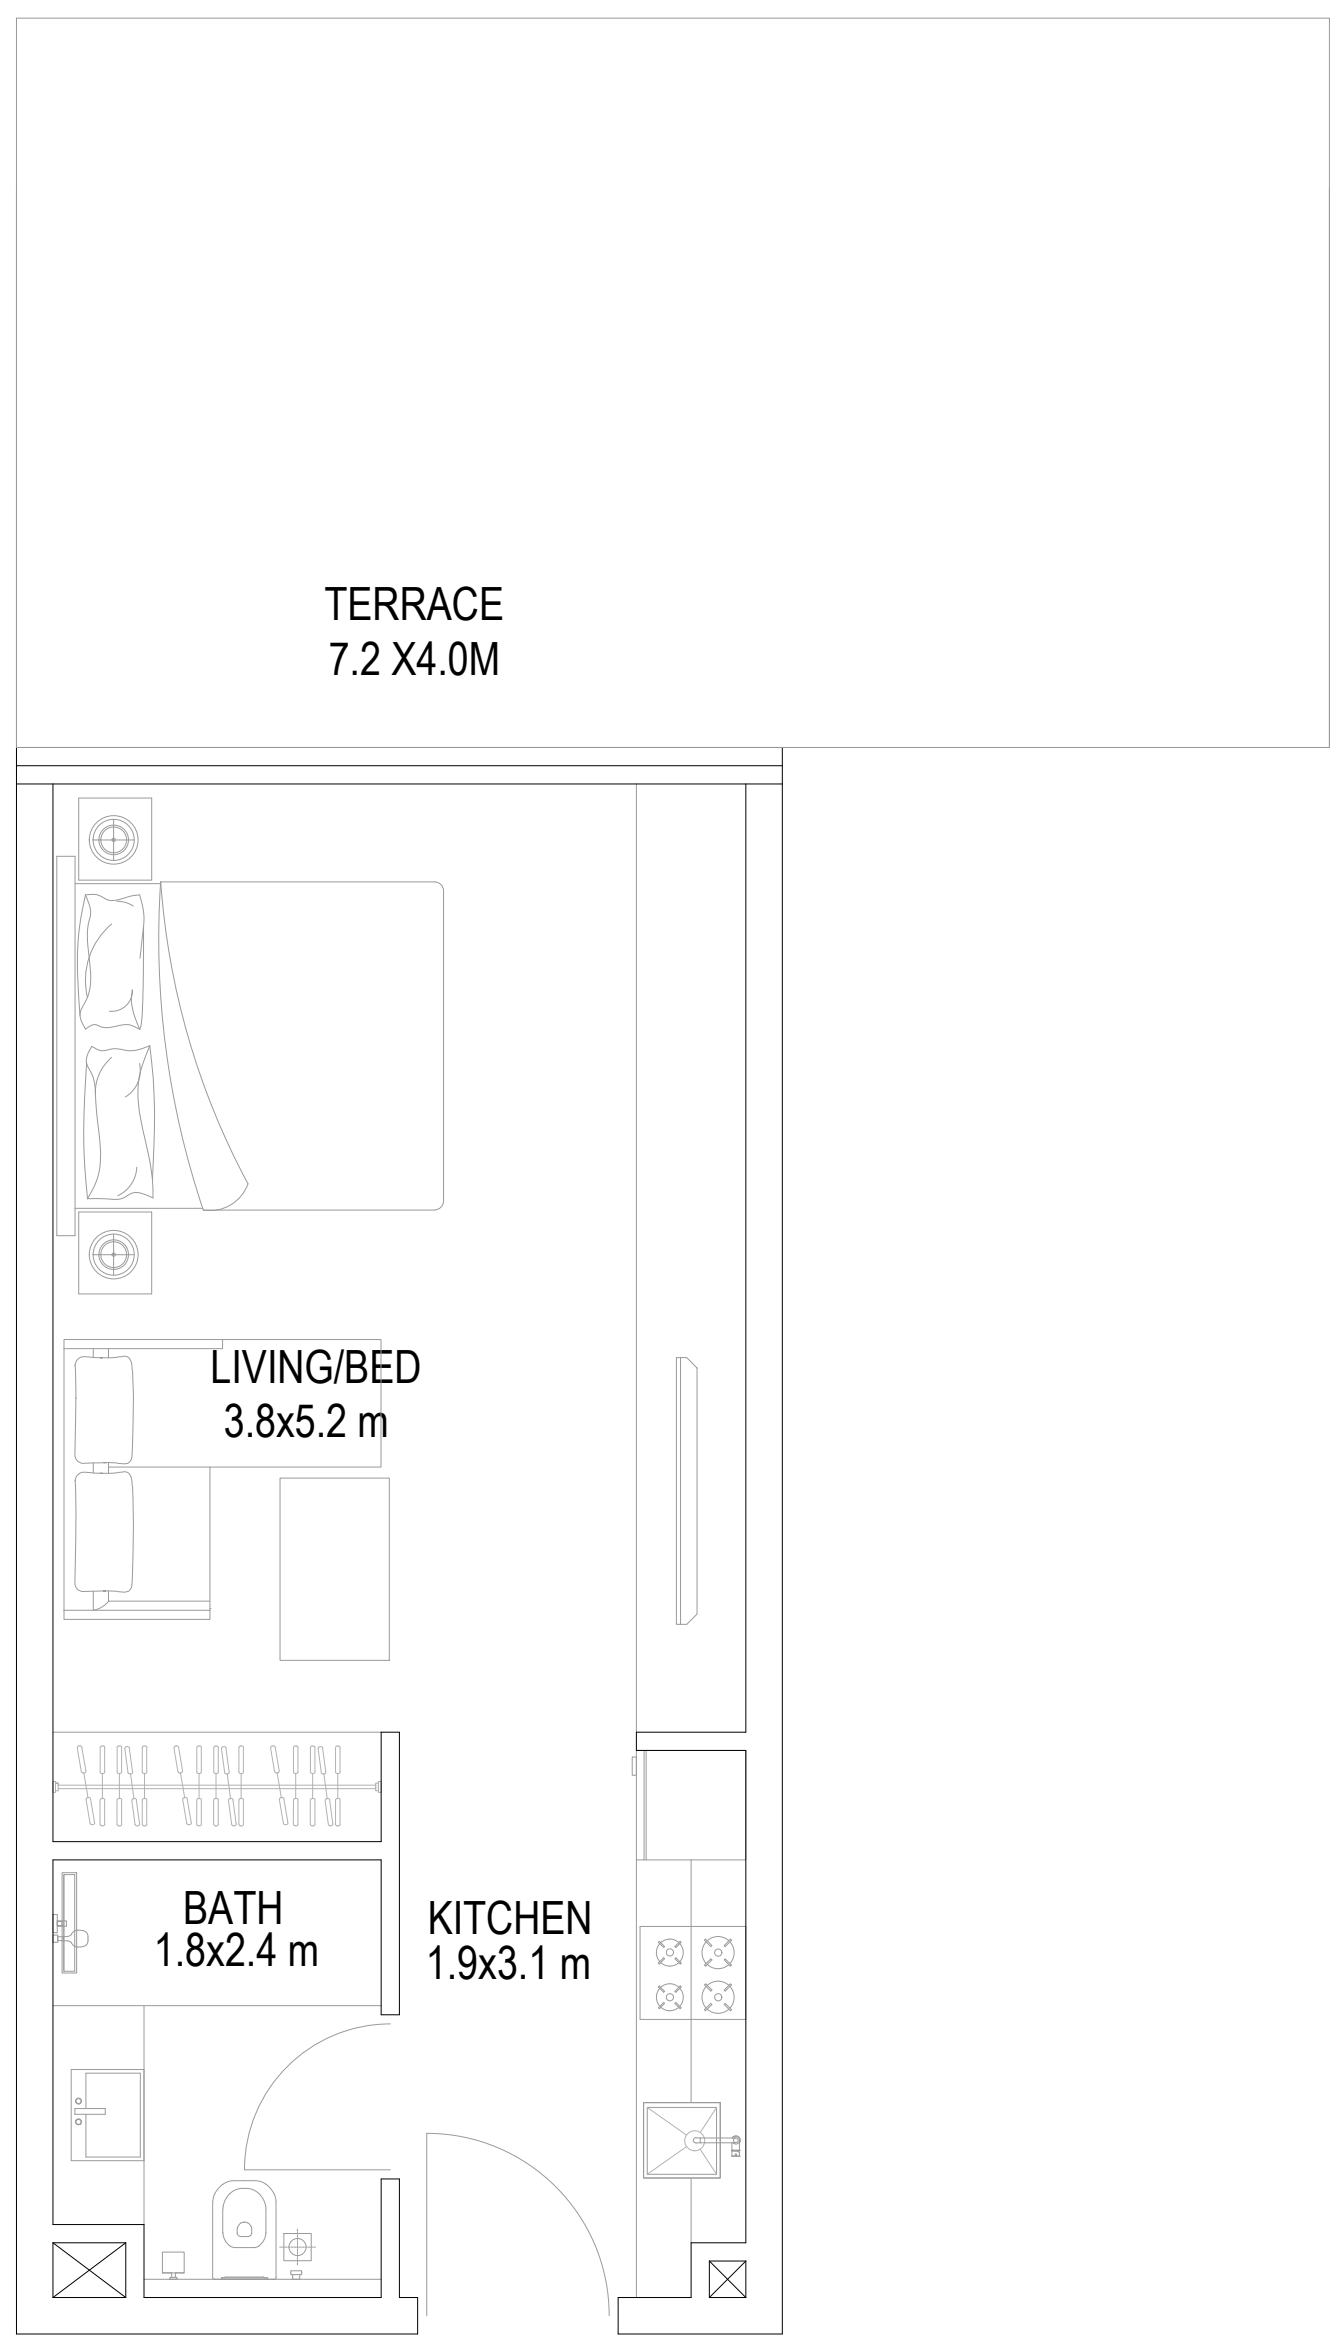 TERRACE
7.2 X4.0M
LIVING/BED
3.8x5.2 m
BATH
1.8x2.4 m
KITCHEN
1.9x3.1 m